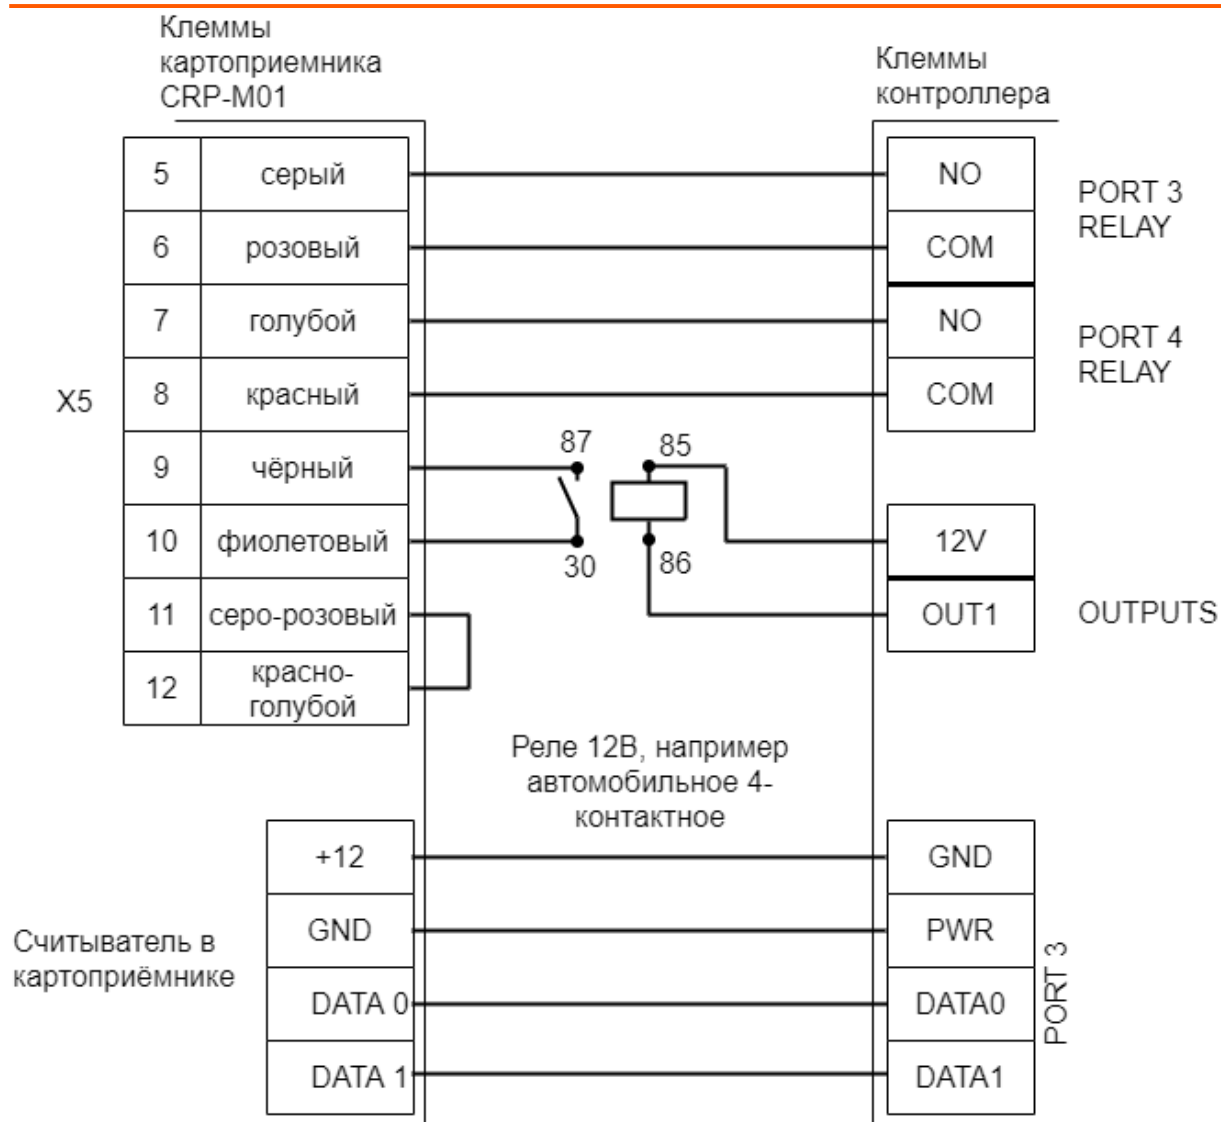 Клеммы
картоприемника
CRP-M01
Клеммы
контроллера
5 серый NO
PORT 3
RELAY
6 розовый COM
7 голубой NO
PORT 4
RELAY
X5
8 красный COM
87 85
9 чёрный
10 фиолетовый 12V
30 86
11 серо-розовый OUT1 OUTPUTS
12 красно-
голубой
Реле 12В, например
автомобильное 4-
контактное
+12 GND
GND PWR
Считыватель в
картоприёмнике
DATA 0 DATA0
PORT 3
DATA 1 DATA1